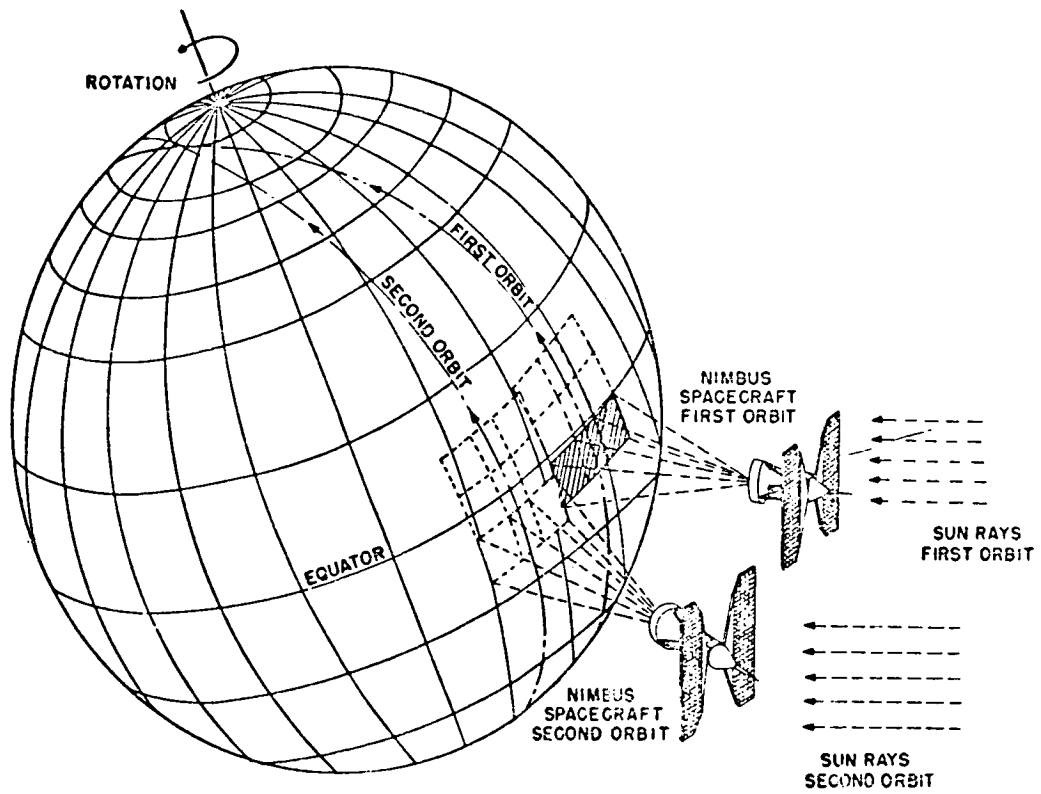 ROTATION
FIRST ORBIT
SECOND ORBIT
EQUATOR
NIMBUS
SPACECRAFT
FIRST ORBIT
SUN RAYS
FIRST ORBIT
NIMBUS
SPACECRAFT
SECOND ORBIT
SUN RAYS
SECOND ORBIT